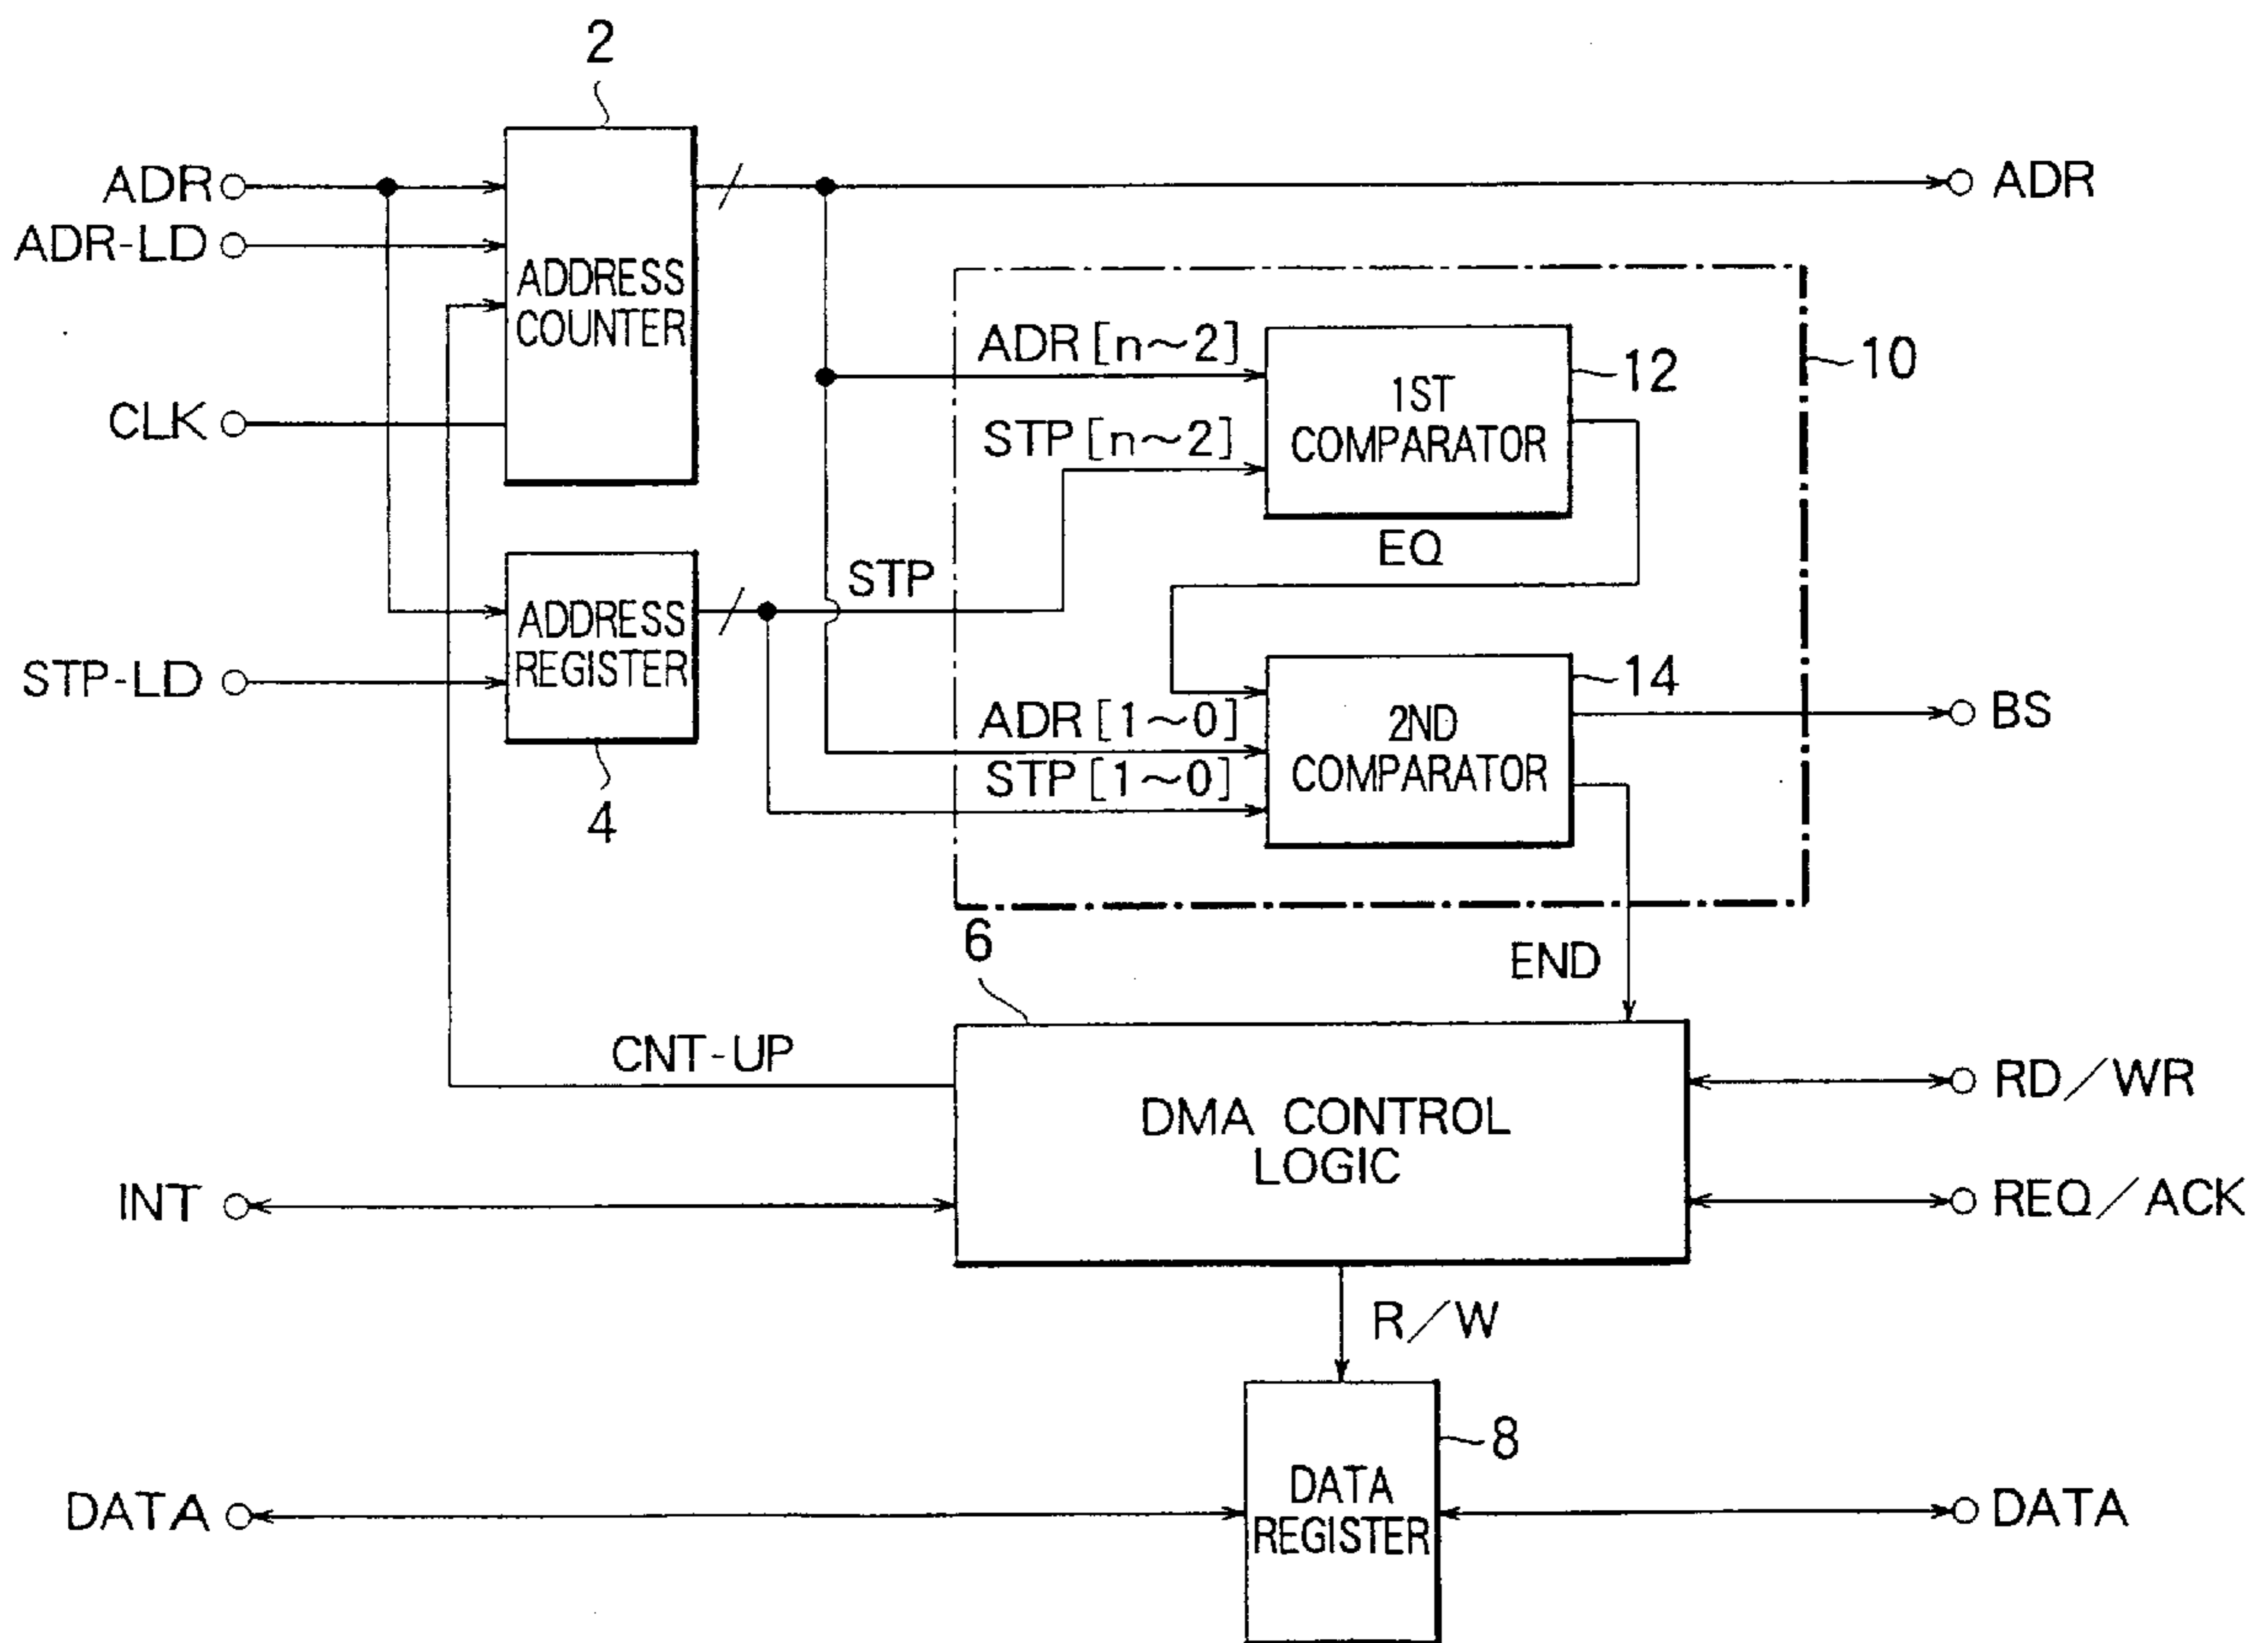 2
ADR
ADR-LD
ADDRESS
COUNTER
CLK
ADR
ADR[n~2]
STP[n~2]
1ST
COMPARATOR
12
10
EQ
STP
ADDRESS
REGISTER
STP-LD
4
ADR[1~0]
STP[1~0]
2ND
COMPARATOR
14
BS
6
END
CNT-UP
DMA CONTROL
LOGIC
RD/WR
REQ/ACK
INT
R/W
8
DATA
DATA
REGISTER
DATA